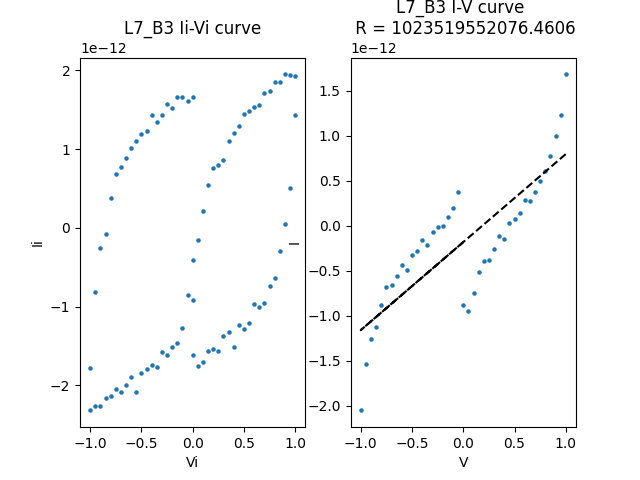 L7_B3 Ii-Vi curve
1e−12
2
1
0
−1
−2
Ii
−1.0 −0.5 0.0 0.5 1.0
Vi
L7_B3 I-V curve
R = 1023519552076.4606
1e−12
1.5
1.0
0.5
0.0
−0.5
−1.0
−1.5
−2.0
I
−1.0 −0.5 0.0 0.5 1.0
V